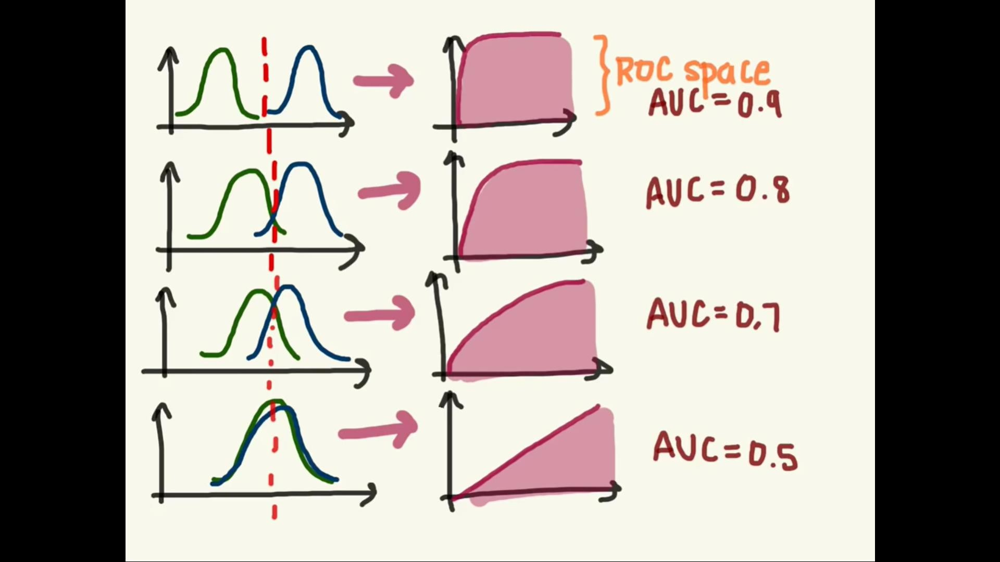 ROC space
AUC = 0.9
AUC = 0.8
AUC = 0.7
AUC = 0.5